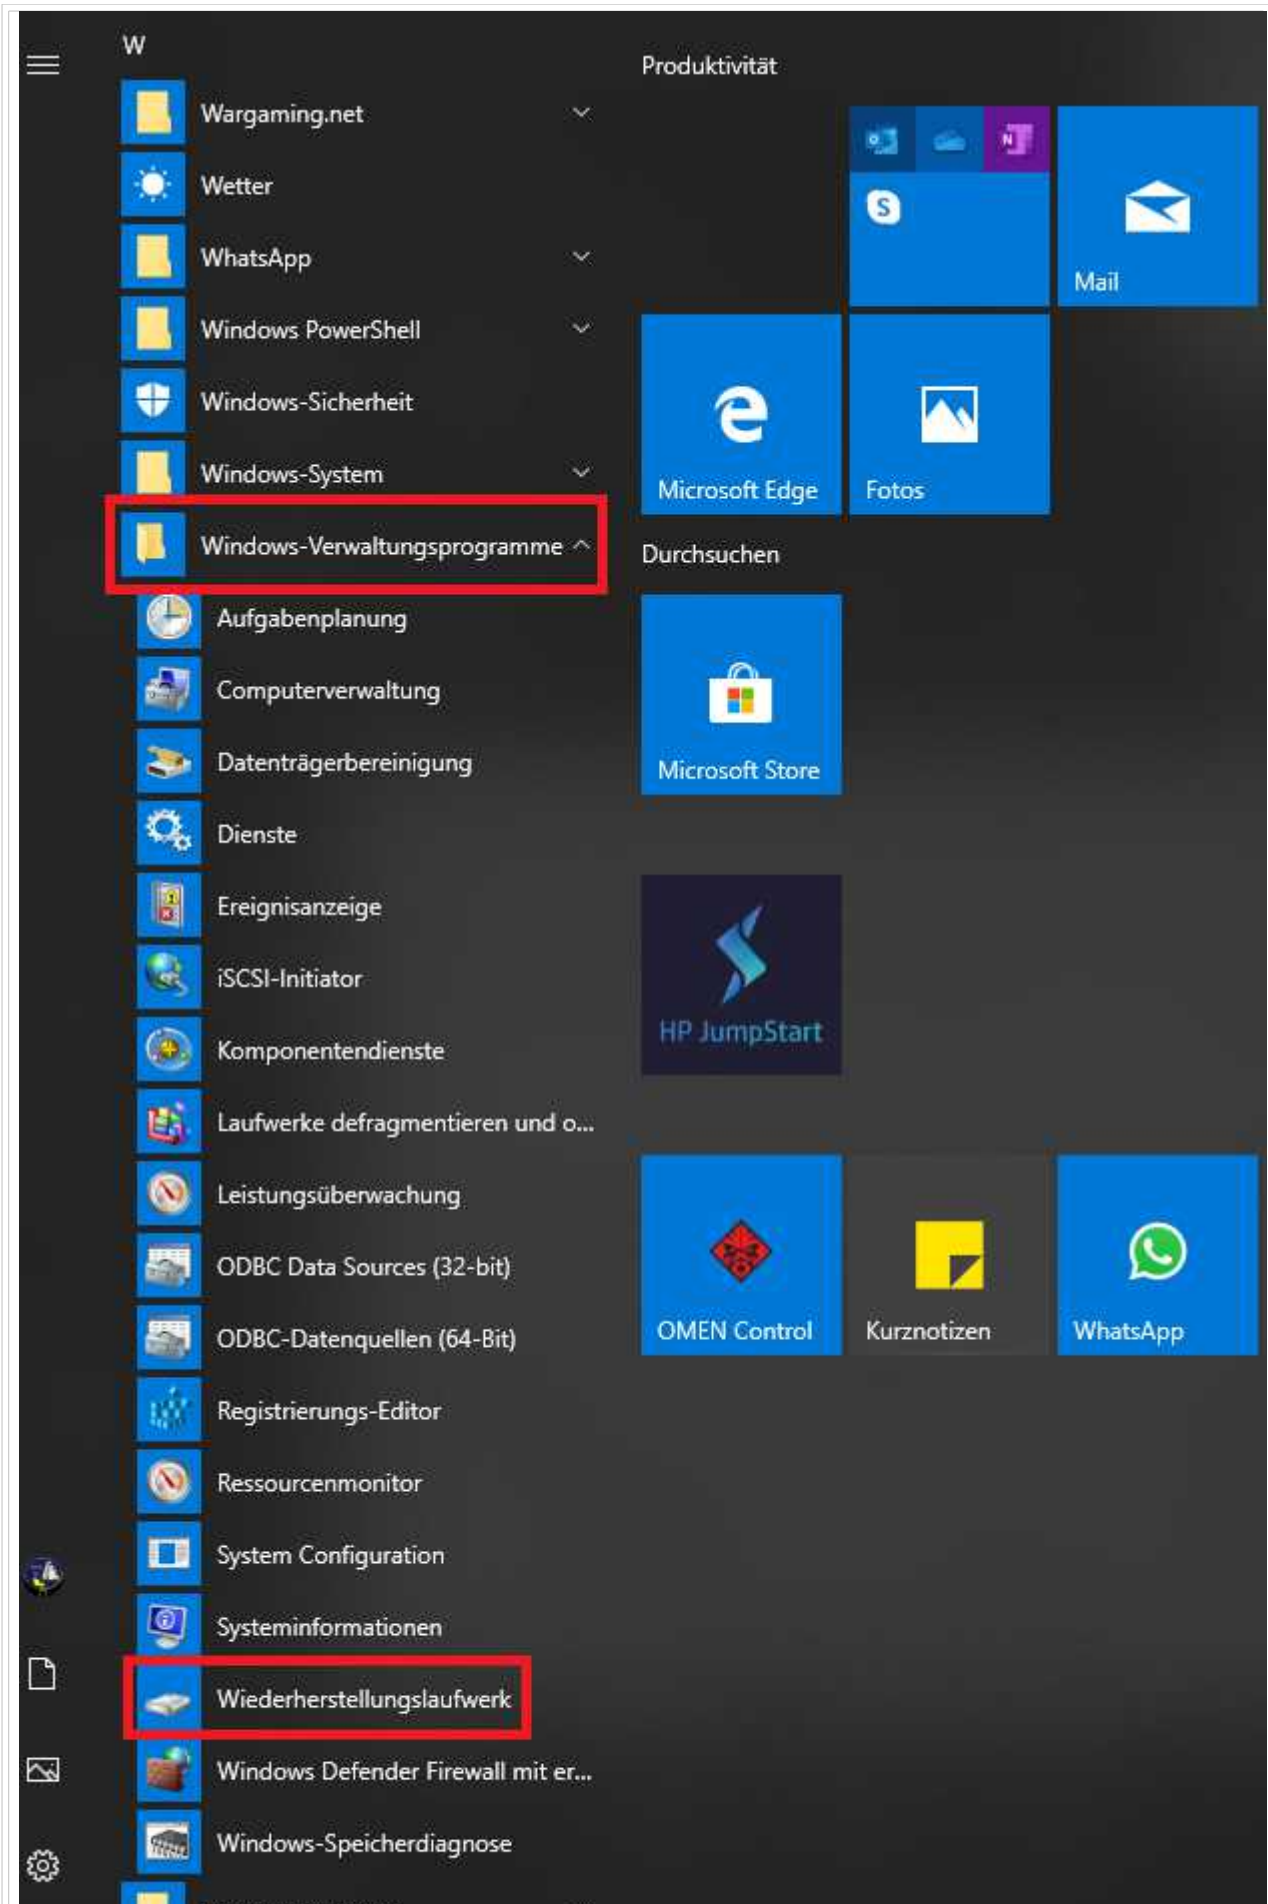 W
Wargaming.net
Wetter
WhatsApp
Windows PowerShell
Windows-Sicherheit
Windows-System
Windows-Verwaltungsprogramme
Aufgabenplanung
Computerverwaltung
Datenträgerbereinigung
Dienste
Ereignisanzeige
iSCSI-Initiator
Komponentendienste
Laufwerke defragmentieren und o...
Leistungsüberwachung
ODBC Data Sources (32-bit)
ODBC-Datenquellen (64-Bit)
Registrierungs-Editor
Ressourcenmonitor
System Configuration
Systeminformationen
Wiederherstellungslaufwerk
Windows Defender Firewall mit er...
Windows-Speicherdiagnose
Produktivität
Mail
Microsoft Edge
Fotos
Durchsuchen
Microsoft Store
HP JumpStart
OMEN Control
Kurznotizen
WhatsApp